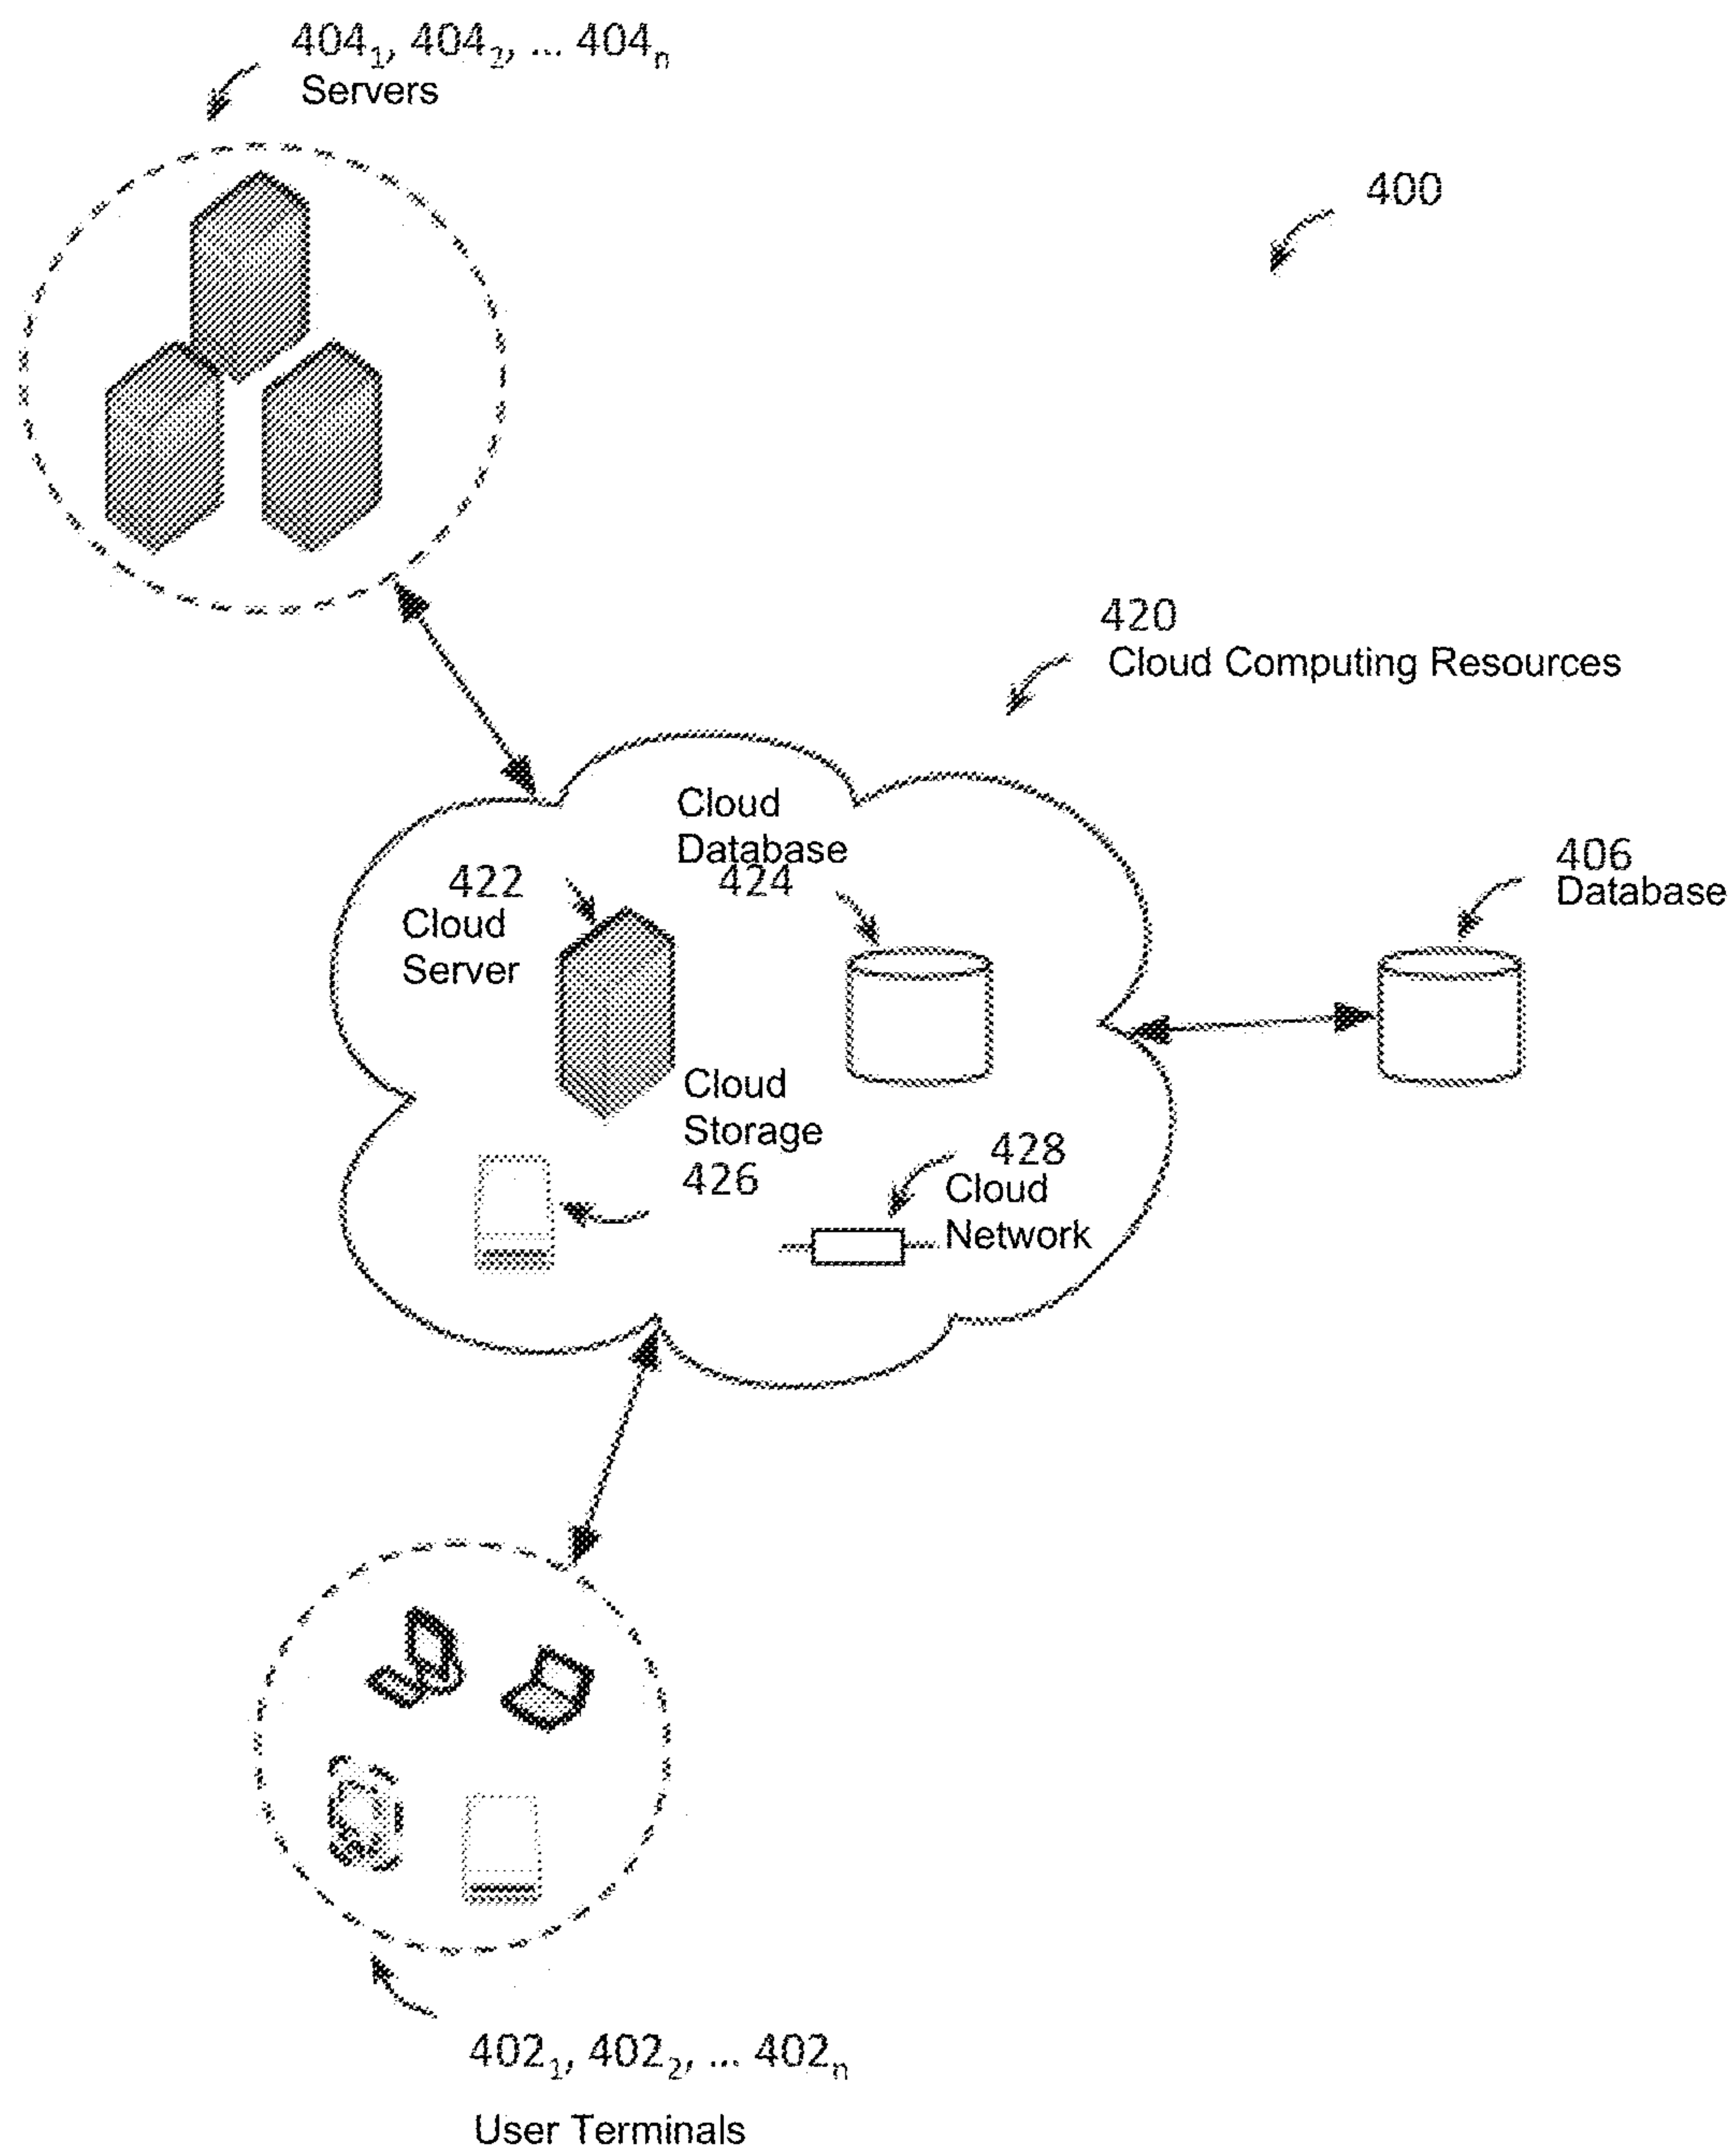 404₁, 404₂, ... 404ₙ
Servers
400
420
Cloud Computing Resources
Cloud
Database
424
422
Cloud
Server
406
Database
Cloud
Storage
426
428
Cloud
Network
402₁, 402₂, ... 402ₙ
User Terminals